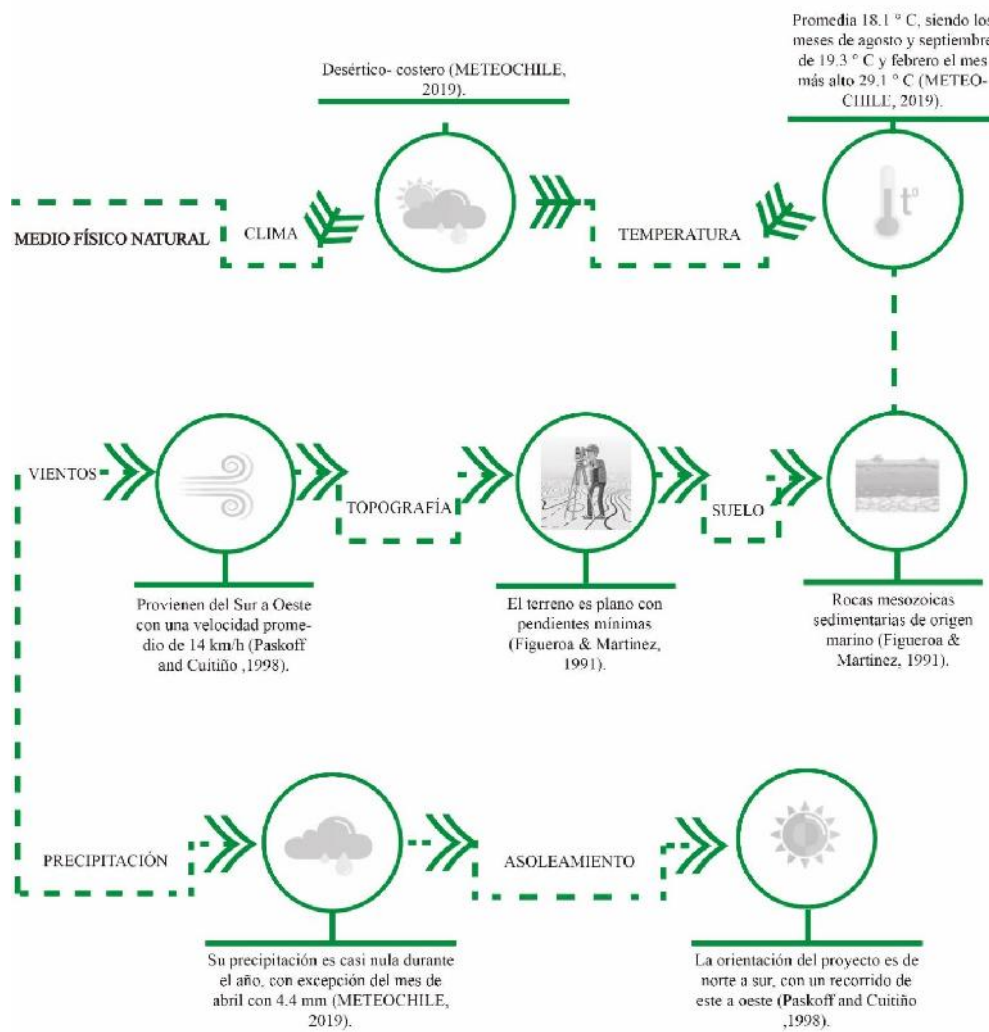 Promedia 18.1 ° C, siendo los
meses de agosto y septiembre
de 19.3 ° C y febrero el mes
más alto 29.1 ° C (METEO-
CHILE, 2019).
Desértico- costero (METEOCHILE,
2019).
t°
MEDIO FÍSICO NATURAL
CLIMA
TEMPERATURA
VIENTOS
TOPOGRAFÍA
SUELO
Provienen del Sur a Oeste
con una velocidad prome-
dio de 14 km/h (Paskoff
and Cuitiño ,1998).
El terreno es plano con
pendientes mínimas
(Figueroa & Martinez,
1991).
Rocas mesozoicas
sedimentarias de origen
marino (Figueroa &
Martinez, 1991).
PRECIPITACIÓN
ASOLEAMIENTO
Su precipitación es casi nula durante
el año, con excepción del mes de
abril con 4.4 mm (METEOCHILE,
2019).
La orientación del proyecto es de
norte a sur, con un recorrido de
este a oeste (Paskoff and Cuitiño
,1998).